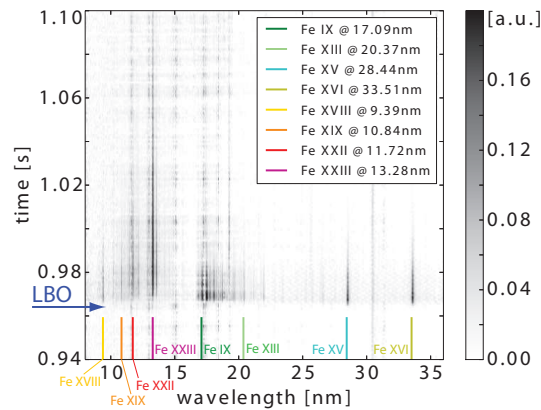 1.10
[a.u.]
Fe IX @ 17.09nm
Fe XIII @ 20.37nm
Fe XV @ 28.44nm
Fe XVI @ 33.51nm
Fe XVIII @ 9.39nm
Fe XIX @ 10.84nm
Fe XXII @ 11.72nm
Fe XXIII @ 13.28nm
0.16
0.12
0.08
0.04
0.00
1.06
1.02
0.98
0.94
time [s]
LBO
Fe XXIII
Fe IX
Fe XIII
Fe XV
Fe XVI
10
15
20
25
30
35
Fe XVIII
Fe XXII
Fe XIX
wavelength [nm]